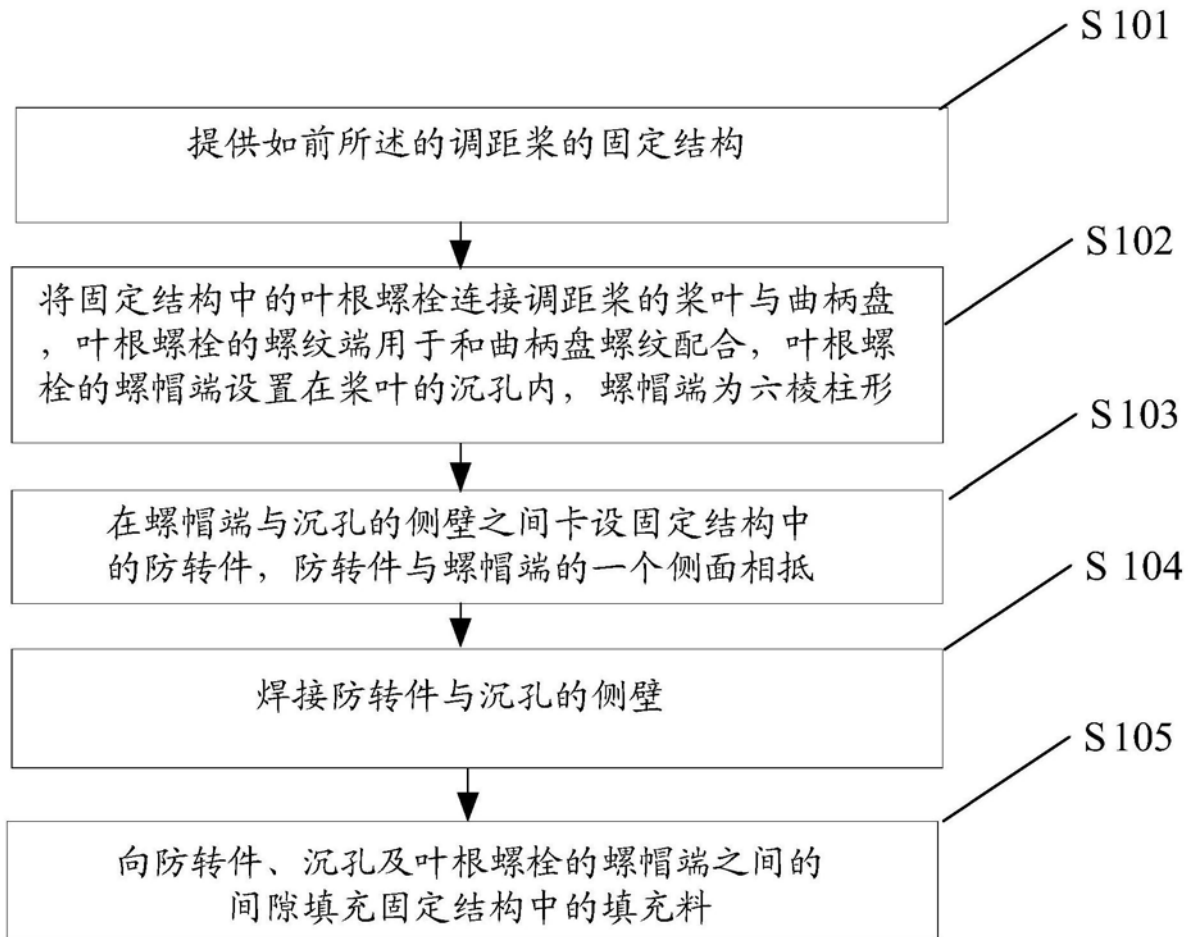 S 101
提供如前所述的调距桨的固定结构
S102
将固定结构中的叶根螺栓连接调距桨的桨叶与曲柄盘
，叶根螺栓的螺纹端用于和曲柄盘螺纹配合，叶根螺
栓的螺帽端设置在桨叶的沉孔内，螺帽端为六棱柱形
S103
在螺帽端与沉孔的侧壁之间卡设固定结构中
的防转件，防转件与螺帽端的一个侧面相抵
S 104
焊接防转件与沉孔的侧壁
S105
向防转件、沉孔及叶根螺栓的螺帽端之间的
间隙填充固定结构中的填充料